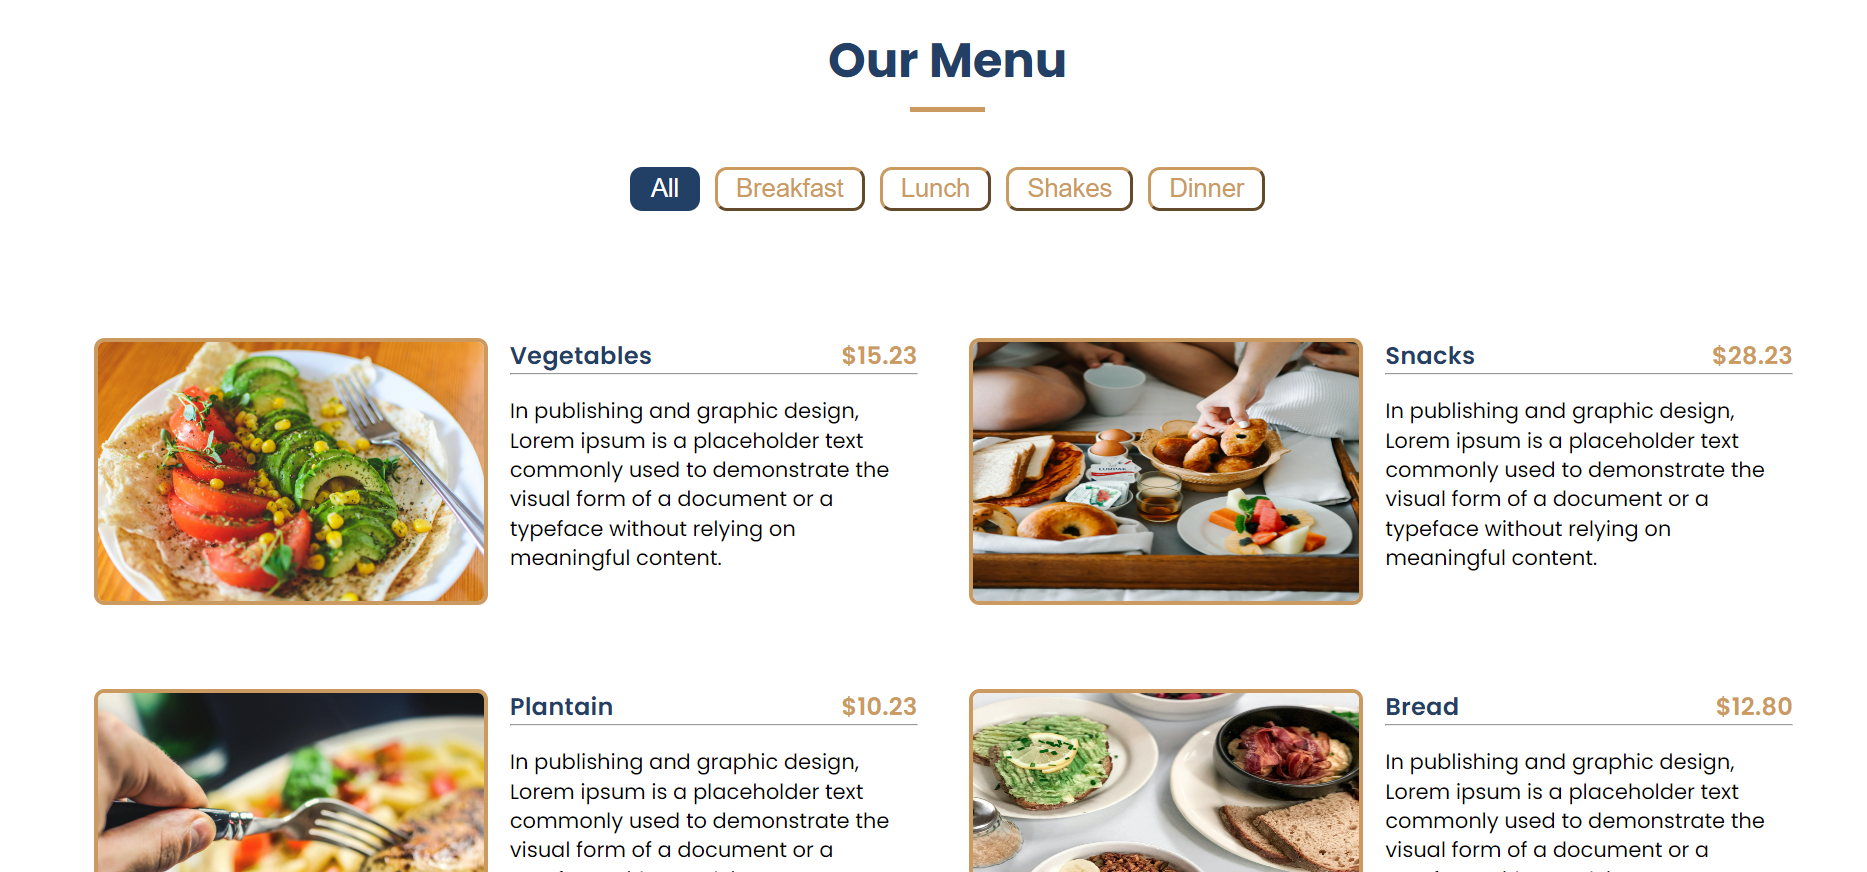 Our Menu
All Breakfast Lunch Shakes Dinner
Vegetables $15.23
In publishing and graphic design,
Lorem ipsum is a placeholder text
commonly used to demonstrate the
visual form of a document or a
typeface without relying on
meaningful content.
Snacks $28.23
In publishing and graphic design,
Lorem ipsum is a placeholder text
commonly used to demonstrate the
visual form of a document or a
typeface without relying on
meaningful content.
Plantain $10.23
In publishing and graphic design,
Lorem ipsum is a placeholder text
commonly used to demonstrate the
visual form of a document or a
Bread $12.80
In publishing and graphic design,
Lorem ipsum is a placeholder text
commonly used to demonstrate the
visual form of a document or a